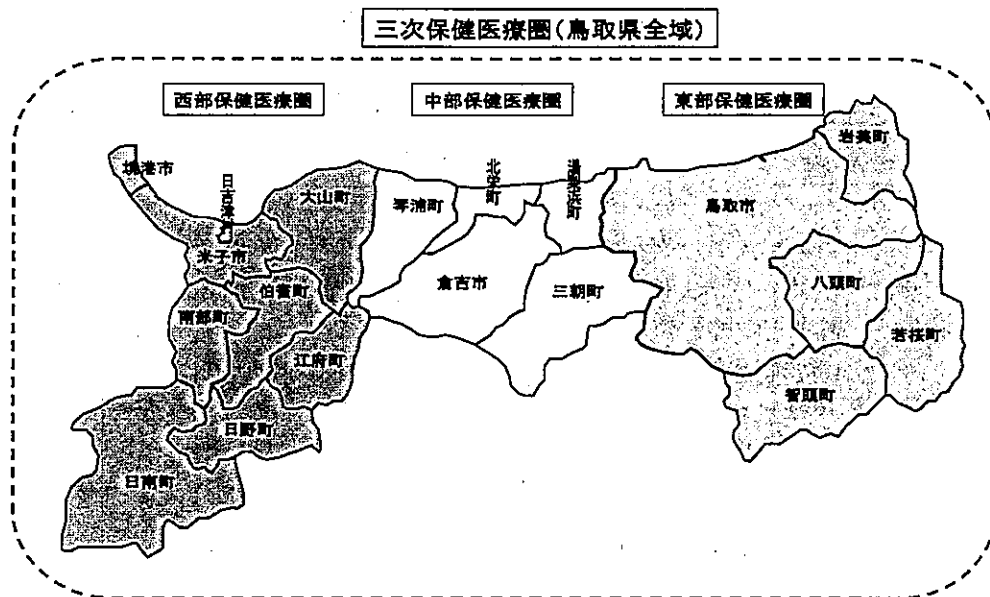 三次保健医療圏(鳥取県全域)
西部保健医療圏
中部保健医療圏
東部保健医療圏
岩美町
境港市
日吉津村
大山町
琴浦町
北栄町
湯梨浜町
鳥取市
米子市
伯耆町
倉吉市
三朝町
八頭町
南部町
江府町
若桜町
智頭町
日野町
日南町